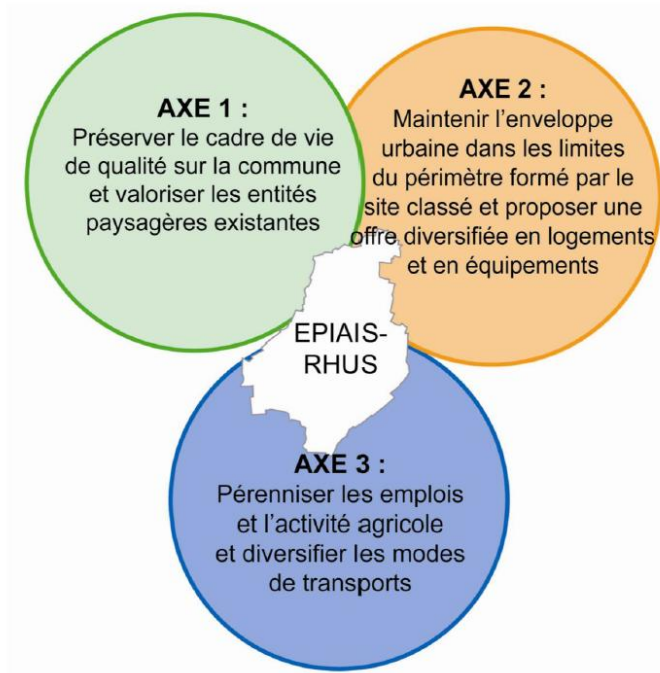 AXE 1 :
Préserver le cadre de vie
de qualité sur la commune
et valoriser les entités
paysagères existantes
AXE 2 :
Maintenir l’enveloppe
urbaine dans les limites
du périmètre formé par le
site classé et proposer une
offre diversifiée en logements
et en équipements
EPIAIS-
RHUS
AXE 3 :
Pérenniser les emplois
et l’activité agricole
et diversifier les modes
de transports